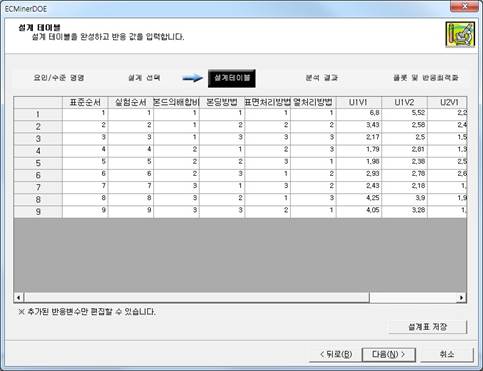 ECMinerDOE
설계 테이블
설계 테이블을 완성하고 반응 값을 입력합니다.
요인/수준 명명 설계 선택 설계테이블 분석 결과 플롯 및 반응최적화
표준순서 실험순서 본드의배합비 본딩방법 표면처리방법 열처리방법 U1V1 U1V2 U2V1
1 1 1 1 1 1 1 6,8 5,52 2,2
2 2 2 1 2 2 2 3,43 2,58 2,4
3 3 3 1 3 3 3 2,17 2,5 1,5
4 4 4 2 1 2 3 1,79 2,81 1,3
5 5 5 2 2 3 1 1,98 2,38 2,5
6 6 6 2 3 1 2 2,93 2,78 2,6
7 7 7 3 1 3 2 2,43 2,18 1,
8 8 8 3 2 1 3 4,25 3,9 1,9
9 9 9 3 3 2 1 4,05 3,28 1,
※ 추가된 반응변수만 편집할 수 있습니다.
설계표 저장
< 뒤로(B) 다음(N) > 취소